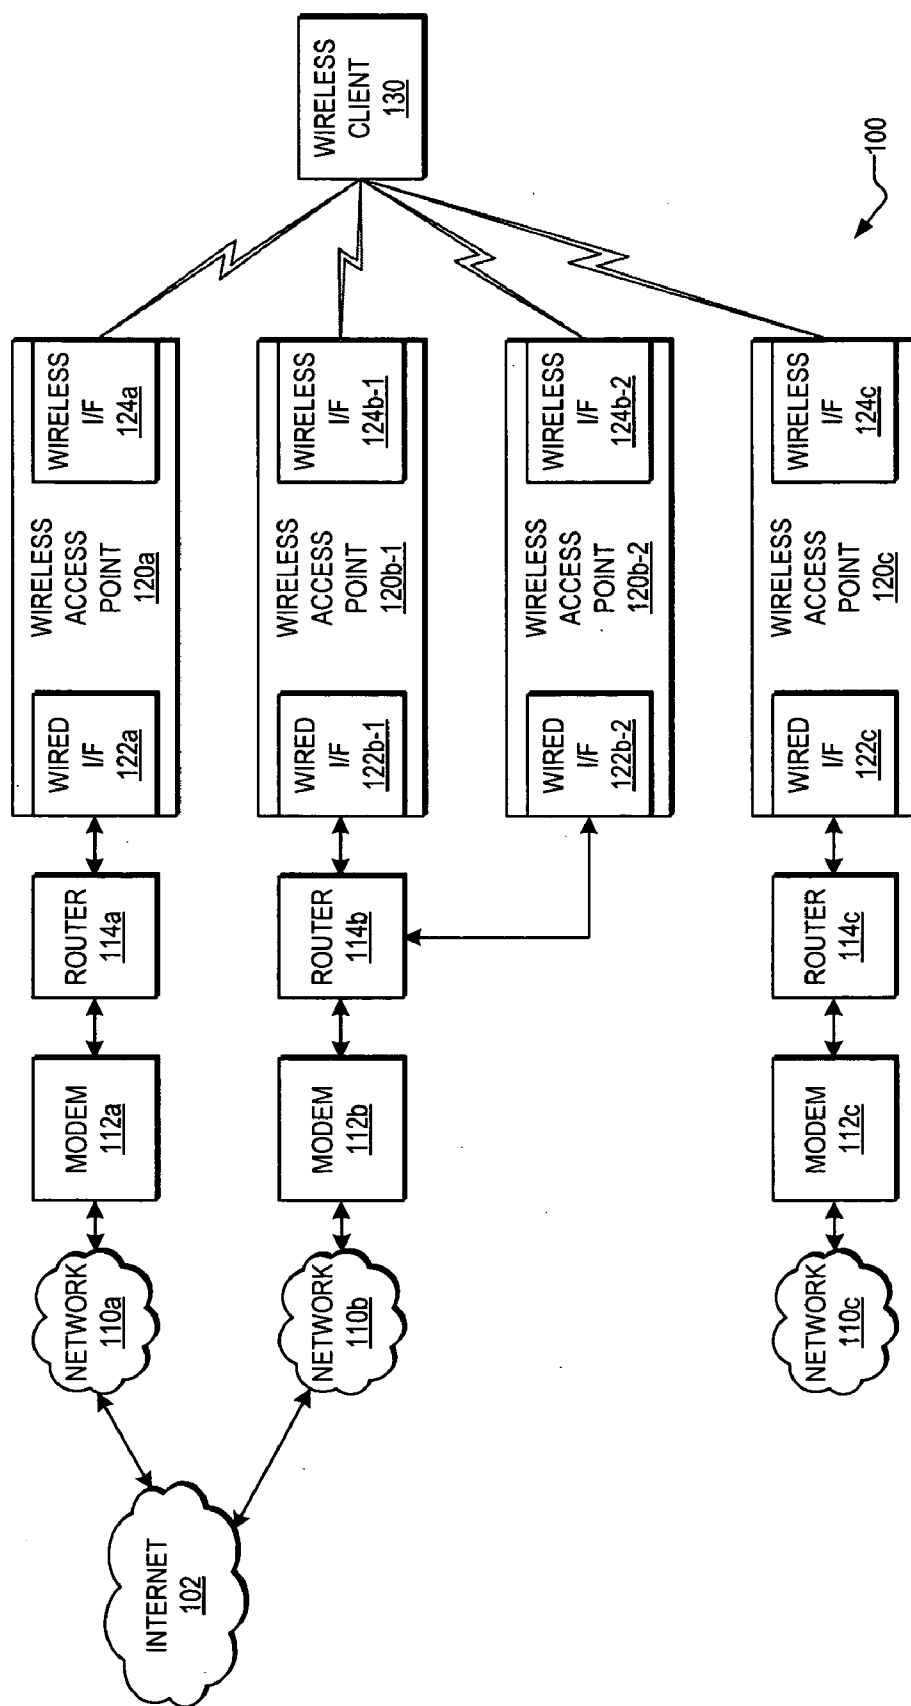 INTERNET
102
NETWORK
110a
MODEM
112a
ROUTER
114a
WIRED
I/F
122a
WIRELESS
ACCESS
POINT
120a
WIRELESS
I/F
124a
NETWORK
110b
MODEM
112b
ROUTER
114b
WIRED
I/F
122b-1
WIRELESS
ACCESS
POINT
120b-1
WIRELESS
I/F
124b-1
WIRELESS
CLIENT
130
WIRED
I/F
122b-2
WIRELESS
ACCESS
POINT
120b-2
WIRELESS
I/F
124b-2
NETWORK
110c
MODEM
112c
ROUTER
114c
WIRED
I/F
122c
WIRELESS
ACCESS
POINT
120c
WIRELESS
I/F
124c
100